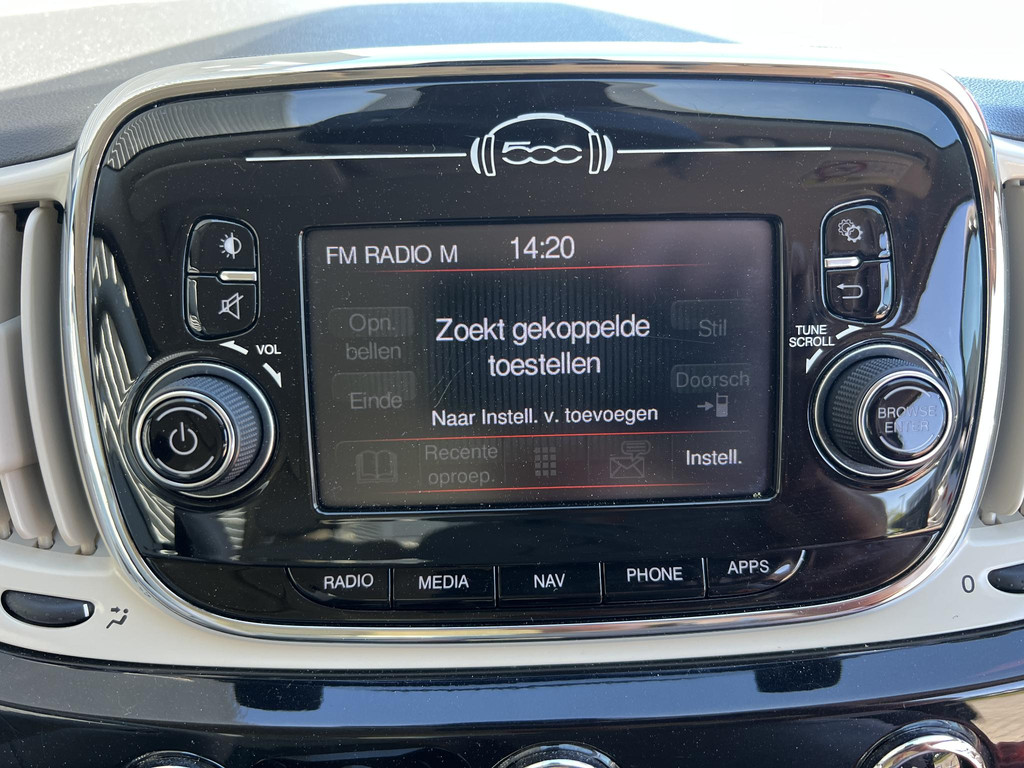 500
FM RADIO M 14:20
Opn.
bellen
Zoekt gekoppelde
toestellen
Stil
Einde
Doorsch
Naar Instell. v. toevoegen
Recente
oproep.
Instell.
VOL
TUNE
SCROLL
BROWSE
ENTER
RADIO
MEDIA
NAV
PHONE
APPS
0